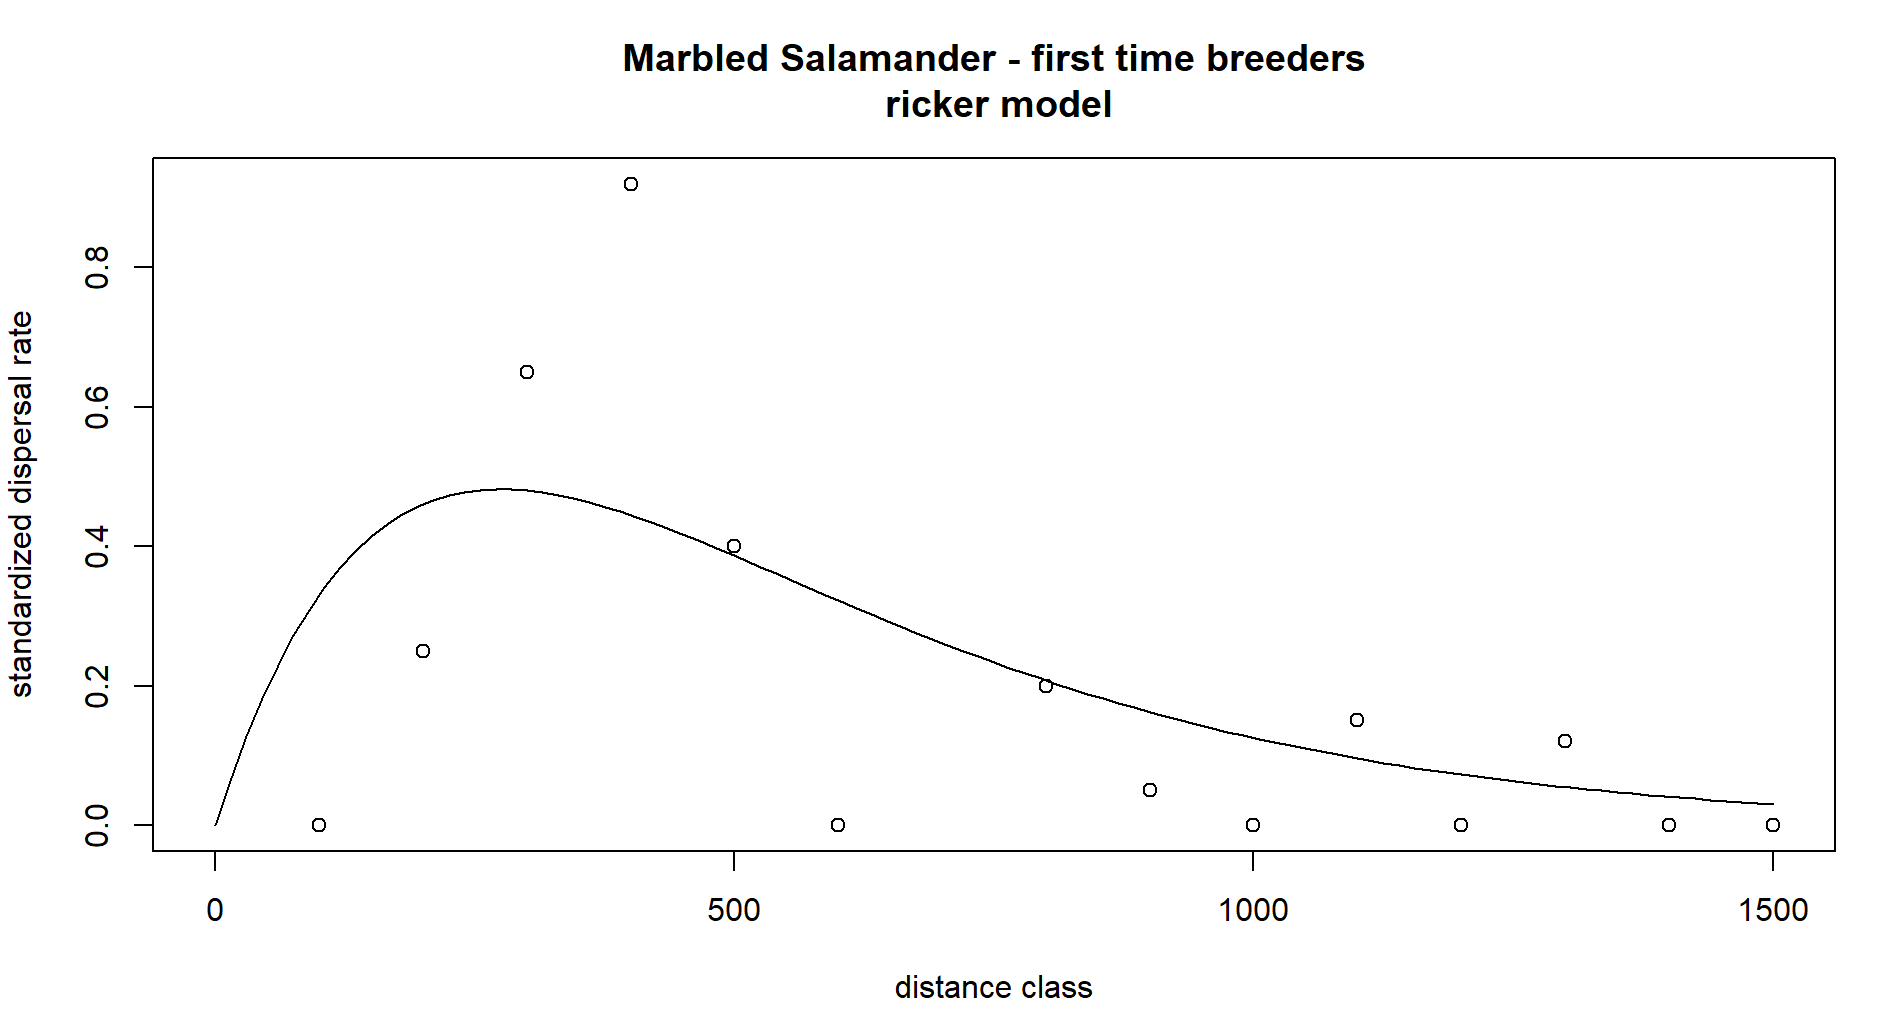 Marbled Salamander - first time breeders
ricker model
standardized dispersal rate
0.8
0.6
0.4
0.2
0.0
0 500 1000 1500
distance class